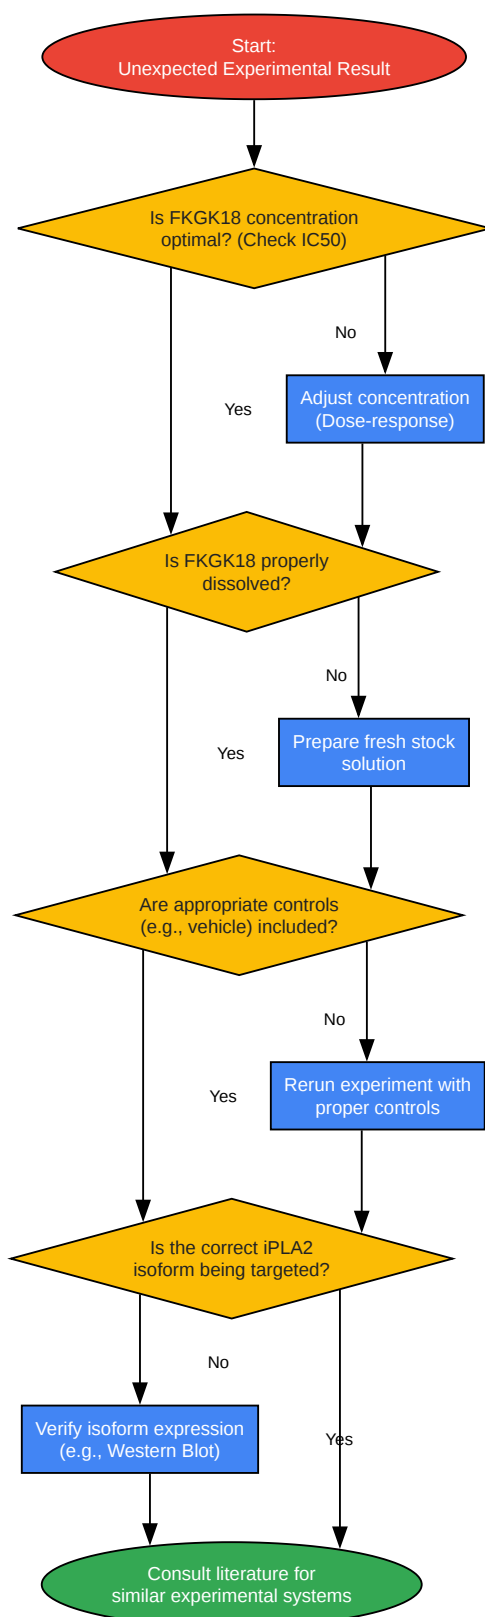 Start:
Unexpected Experimental Result
Is FKGK18 concentration
optimal? (Check IC50)
No
Adjust concentration
(Dose-response)
Yes
Is FKGK18 properly
dissolved?
No
Prepare fresh stock
solution
Yes
Are appropriate controls
(e.g., vehicle) included?
No
Rerun experiment with
proper controls
Yes
Is the correct iPLA2
isoform being targeted?
No
Verify isoform expression
(e.g., Western Blot)
Yes
Consult literature for
similar experimental systems